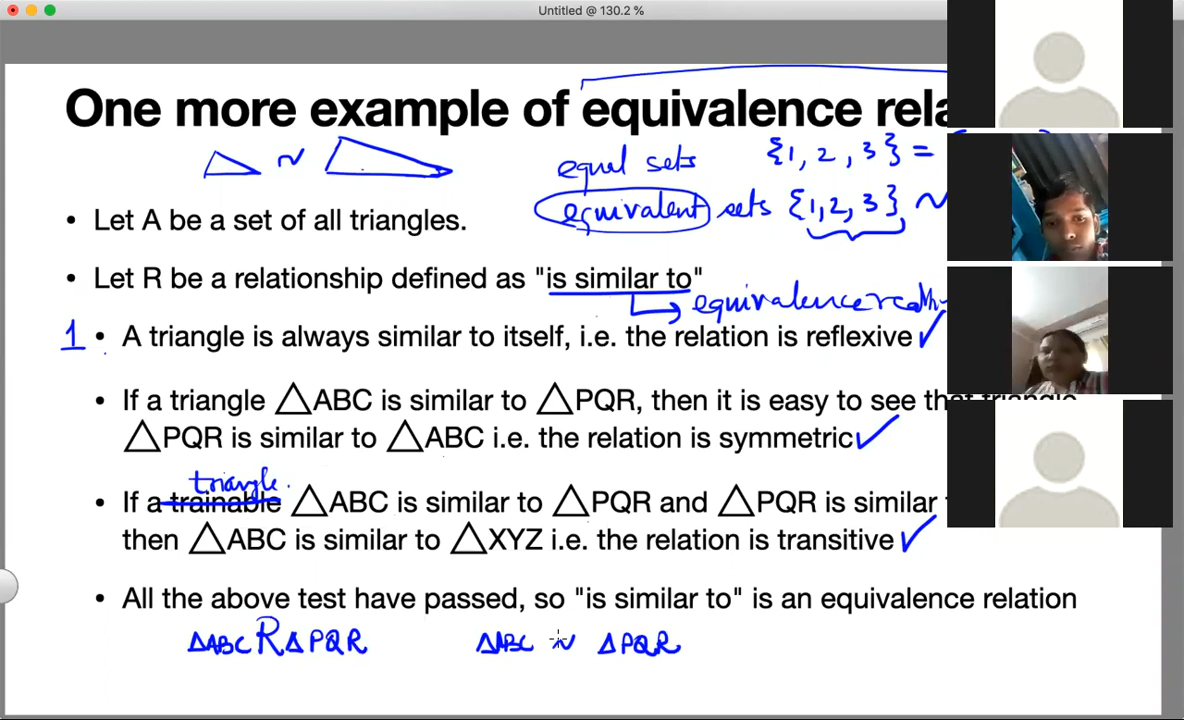 Untitled @ 130.2 %
One more example of equivalence rela
~
equal sets {1, 2, 3} =
equivalent sets {1, 2, 3} ~
• Let A be a set of all triangles.
• Let R be a relationship defined as "is similar to"
equivalence
1 • A triangle is always similar to itself, i.e. the relation is reflexive ✓
• If a triangle △ABC is similar to △PQR, then it is easy to see that triangle
△PQR is similar to △ABC i.e. the relation is symmetric ✓
triangle.
• If a trainable △ABC is similar to △PQR and △PQR is similar
then △ABC is similar to △XYZ i.e. the relation is transitive ✓
• All the above test have passed, so "is similar to" is an equivalence relation
△ABC R △PQR △ABC ~ △PQR